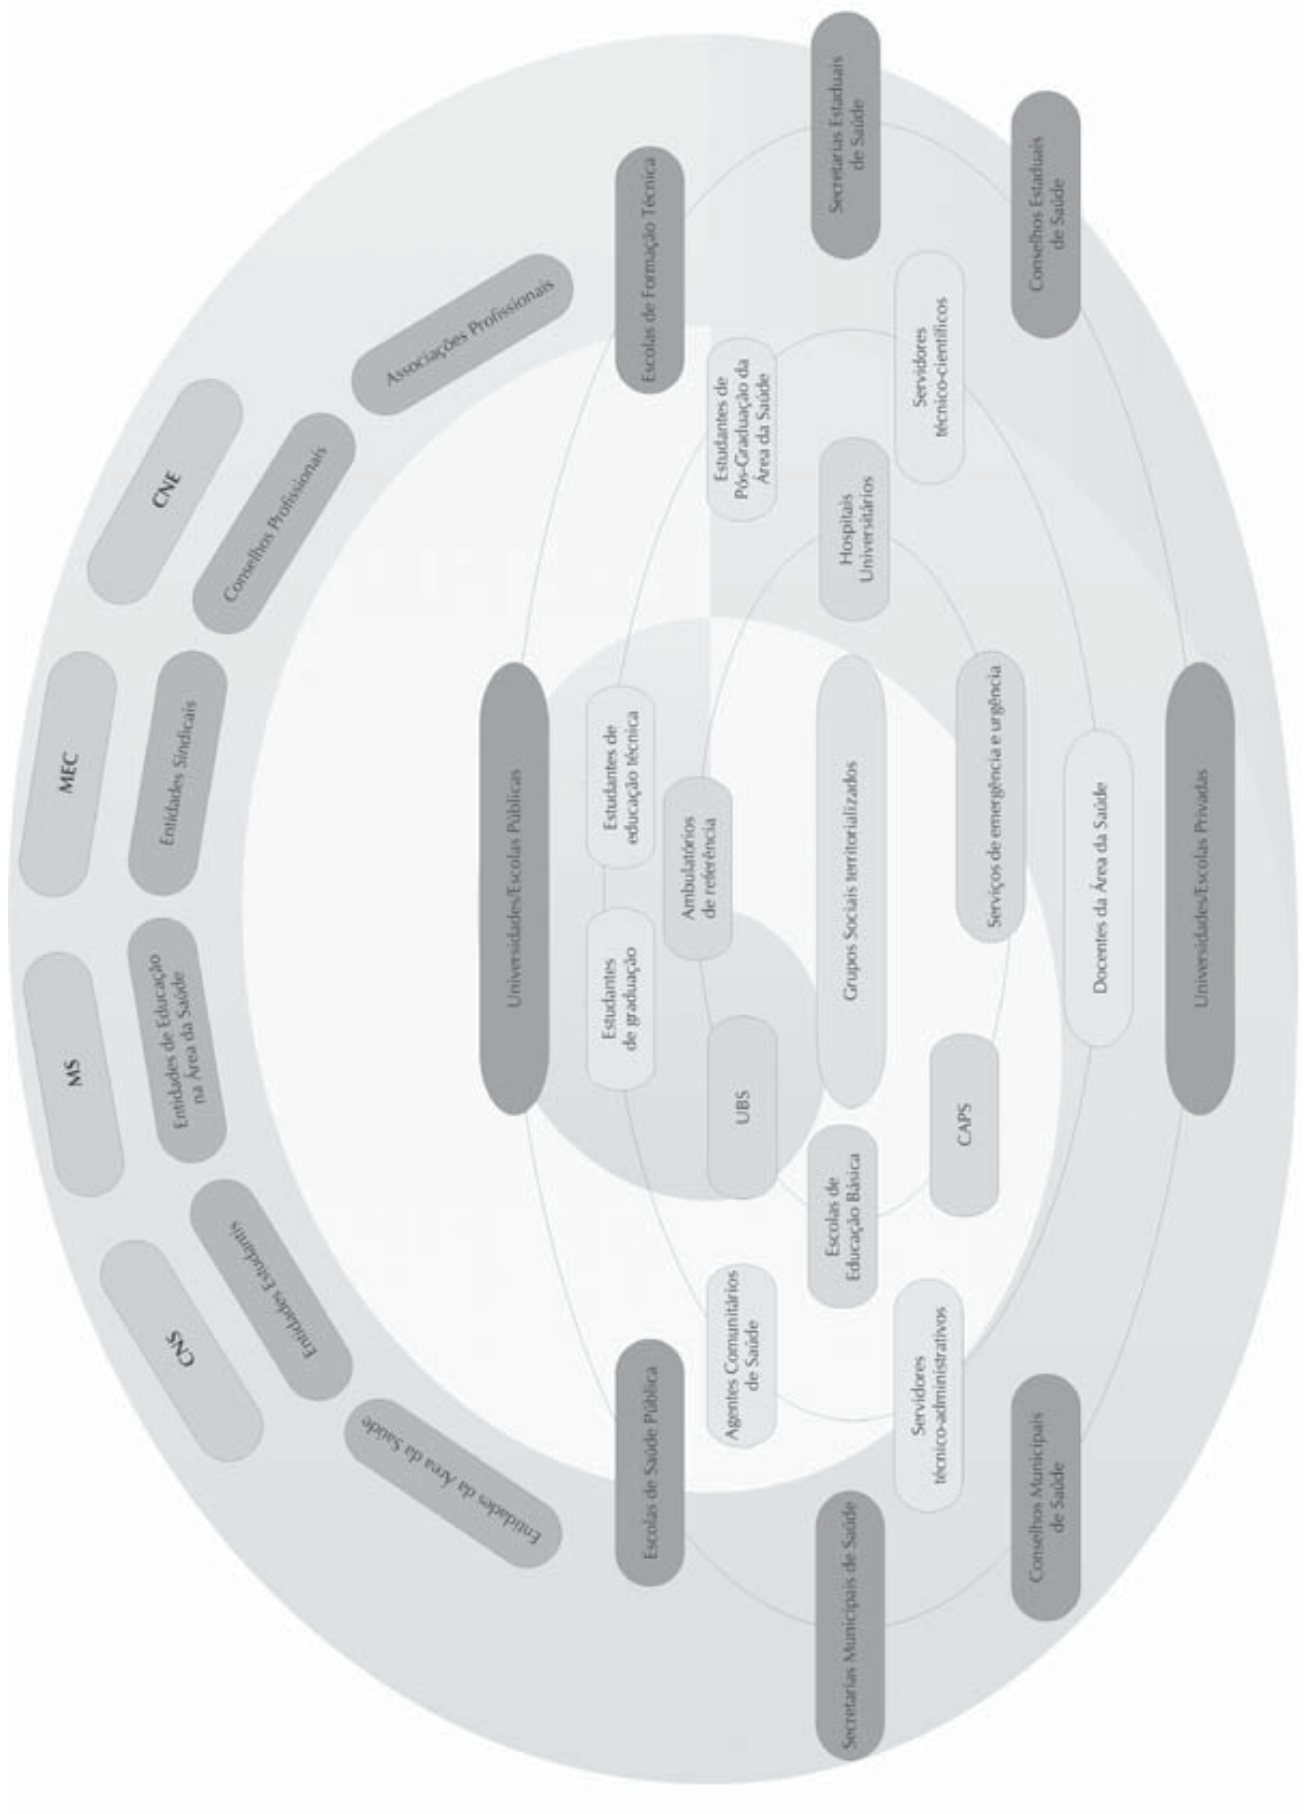 CNS
MS
MEC
CNE
Entidades da Área da Saúde
Entidades Estudantis
Entidades de Educação
na Área da Saúde
Entidades Sindicais
Conselhos Profissionais
Associações Profissionais
Universidades/Escolas Públicas
Escolas de Saúde Pública
Escolas de Formação Técnica
Estudantes
de graduação
Estudantes de
educação técnica
Agentes Comunitários
de Saúde
UBS
Ambulatórios
de referência
Estudantes de
Pós-Graduação da
Área da Saúde
Secretarias Municipais de Saúde
Escolas de
Educação Básica
Grupos Sociais territorializados
Hospitais
Universitários
Secretarias Estaduais
de Saúde
Servidores
técnico-administrativos
CAPS
Serviços de emergência e urgência
Servidores
técnico-científicos
Conselhos Municipais
de Saúde
Docentes da Área da Saúde
Conselhos Estaduais
de Saúde
Universidades/Escolas Privadas